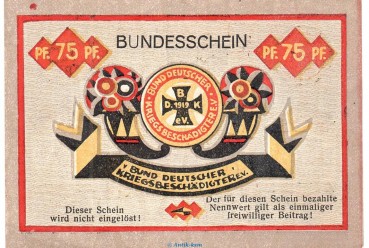 BUNDESSCHEIN
PF. 75 PF.
PF. 75 PF.
BUND DEUTSCHER
KRIEGSBESCHÄDIGTER E.V.
B
D. 1919 K
e.V.
BUND DEUTSCHER
KRIEGSBESCHÄDIGTER E.V.
Dieser Schein
wird nicht eingelöst!
Der für diesen Schein bezahlte
Nennwert gilt als einmaliger
freiwilliger Beitrag!